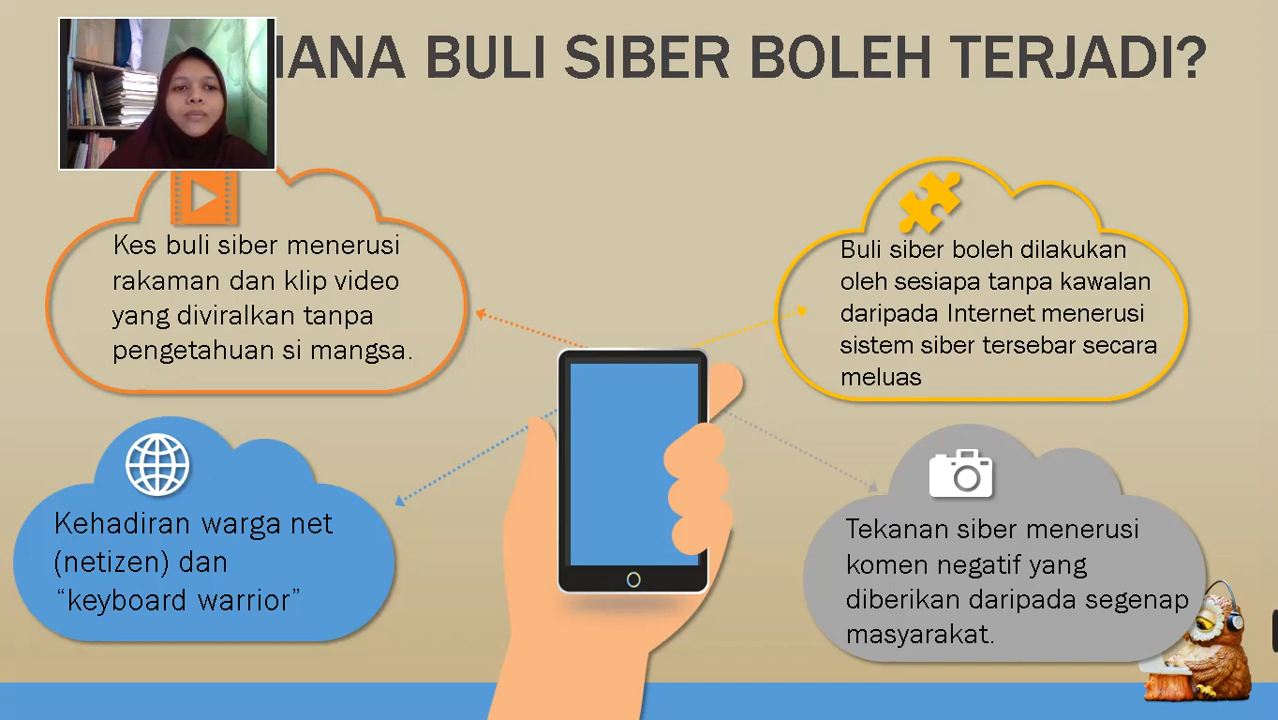 IANA BULI SIBER BOLEH TERJADI?
Kes buli siber menerusi
rakaman dan klip video
yang diviralkan tanpa
pengetahuan si mangsa.
Buli siber boleh dilakukan
oleh sesiapa tanpa kawalan
daripada Internet menerusi
sistem siber tersebar secara
meluas
Kehadiran warga net
(netizen) dan
“keyboard warrior”
Tekanan siber menerusi
komen negatif yang
diberikan daripada segenap
masyarakat.